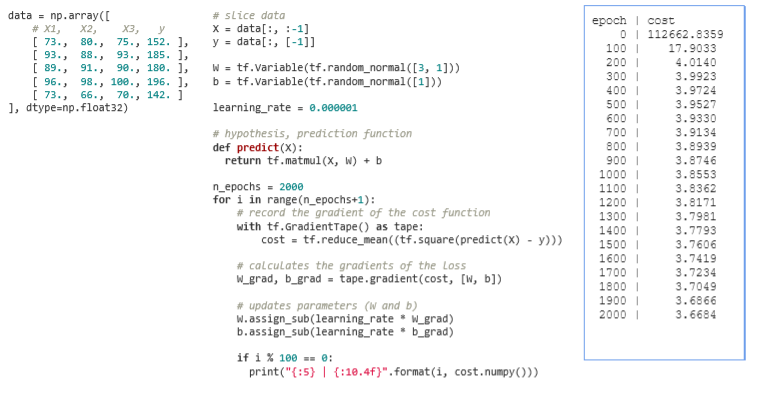 data = np.array([
    # X1,   X2,    X3,   y
    [ 73.,  80.,  75., 152. ],
    [ 93.,  88.,  93., 185. ],
    [ 89.,  91.,  90., 180. ],
    [ 96.,  98., 100., 196. ],
    [ 73.,  66.,  70., 142. ]
], dtype=np.float32)
# slice data
X = data[:, :-1]
y = data[:, [-1]]
W = tf.Variable(tf.random_normal([3, 1]))
b = tf.Variable(tf.random_normal([1]))
learning_rate = 0.000001
# hypothesis, prediction function
def predict(X):
  return tf.matmul(X, W) + b
n_epochs = 2000
for i in range(n_epochs+1):
    # record the gradient of the cost function
    with tf.GradientTape() as tape:
        cost = tf.reduce_mean((tf.square(predict(X) - y)))
    # calculates the gradients of the loss
    W_grad, b_grad = tape.gradient(cost, [W, b])
    # updates parameters (W and b)
    W.assign_sub(learning_rate * W_grad)
    b.assign_sub(learning_rate * b_grad)
    if i % 100 == 0:
      print("{:5} | {:10.4f}".format(i, cost.numpy()))
epoch | cost
    0 | 112662.8359
  100 |    17.9033
  200 |     4.0140
  300 |     3.9923
  400 |     3.9724
  500 |     3.9527
  600 |     3.9330
  700 |     3.9134
  800 |     3.8939
  900 |     3.8746
 1000 |     3.8553
 1100 |     3.8362
 1200 |     3.8171
 1300 |     3.7981
 1400 |     3.7793
 1500 |     3.7606
 1600 |     3.7419
 1700 |     3.7234
 1800 |     3.7049
 1900 |     3.6866
 2000 |     3.6684